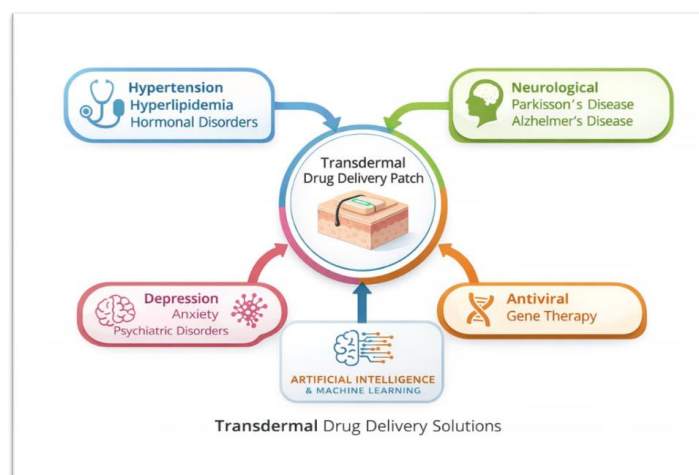 Hypertension
Hyperlipidemia
Hormonal Disorders
Neurological
Parkisson's Disease
Alzhelmer's Disease
Transdermal
Drug Delivery Patch
Depression
Anxiety
Psychiatric Disorders
Antiviral
Gene Therapy
ARTIFICIAL INTELLIGENCE
& MACHINE LEARNING
Transdermal Drug Delivery Solutions